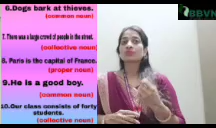 6.Dogs bark at thieves.
(common noun)
7. There was a large crowd of people in the street.
(collective noun)
8. Paris is the capital of France.
(proper noun)
9.He is a good boy.
(common noun)
10.Our class consists of forty
students.
(collective noun)
BBVN